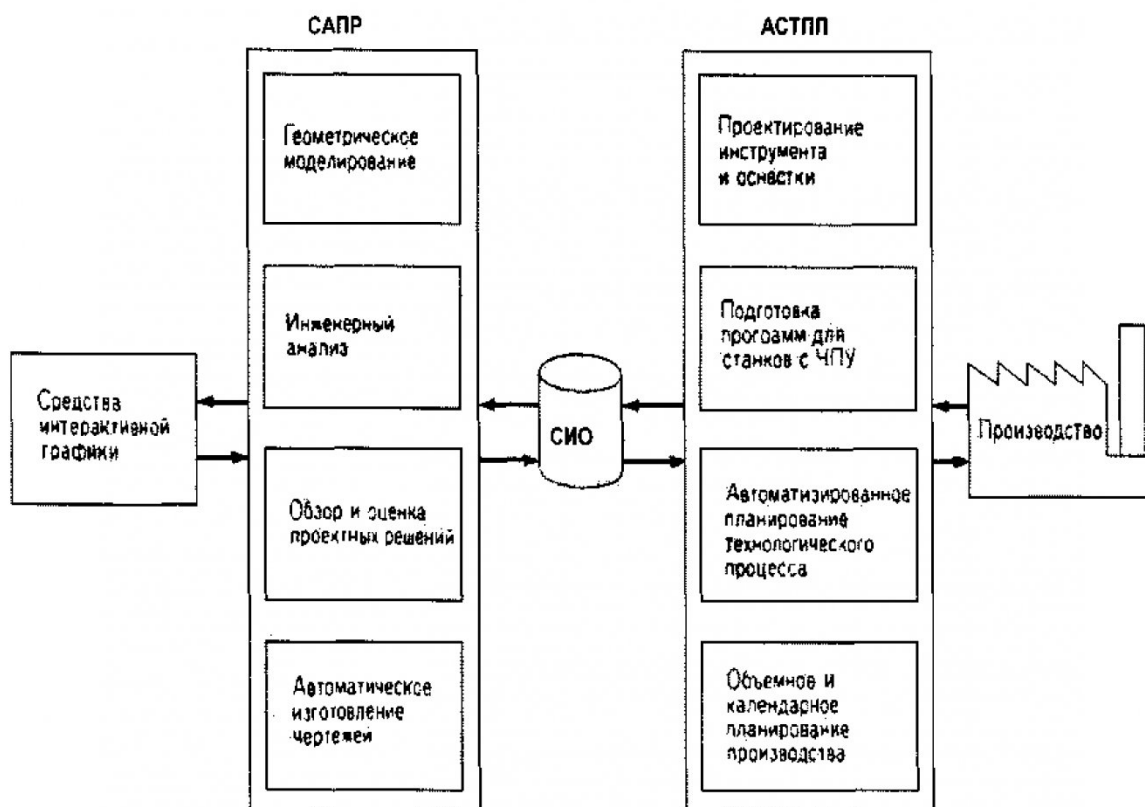 САПР
Геометрическое
моделирование
Инженерный
анализ
Обзор и оценка
проектных решений
Автоматическое
изготовление
чертежей
Средства
интерактивной
графики
СИО
АСТПП
Проектирование
инструмента
и оснастки
Подготовка
программ для
станков с ЧПУ
Автоматизированное
планирование
технологического
процесса
Объемное и
календарное
планирование
производства
Производство